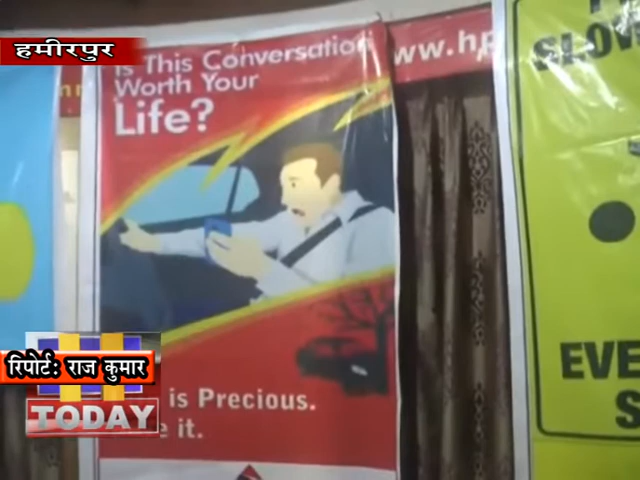 हमीरपुर
Is This Conversation
Worth Your
Life?
ww.hp
SLOW
रिपोर्ट: राज कुमार
TODAY
is Precious.
it.
EVE
S